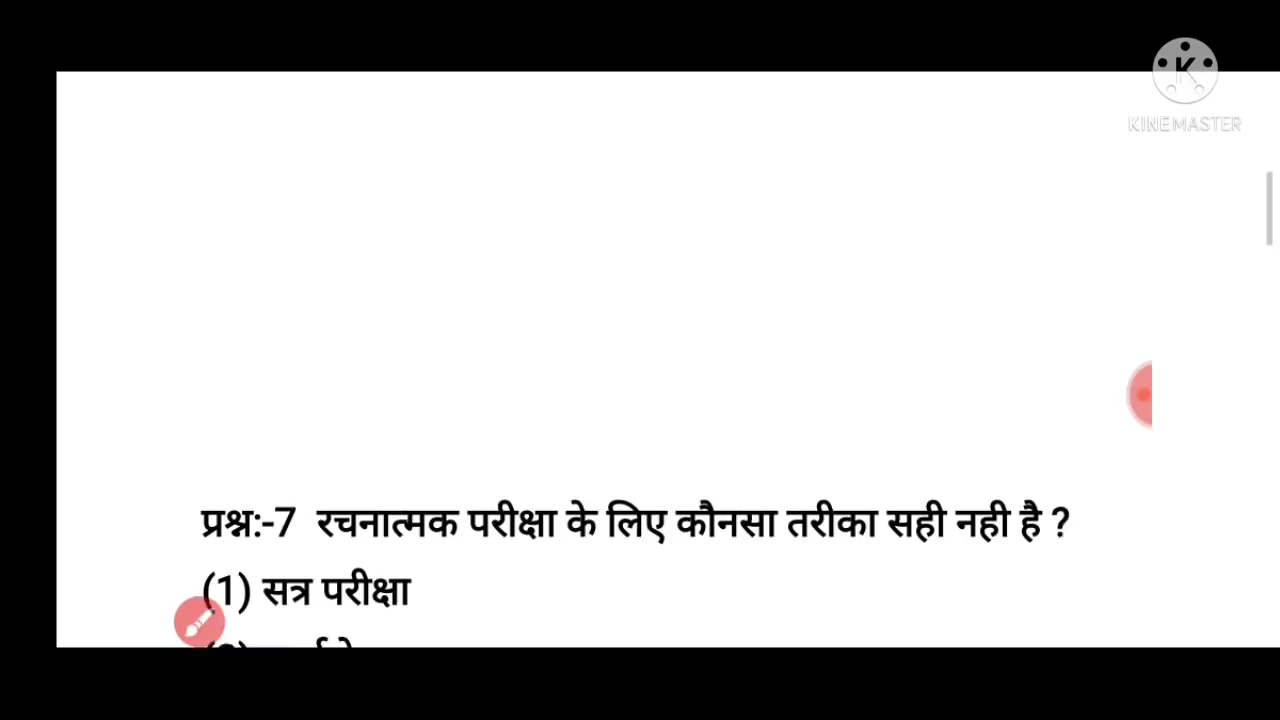 KINEMASTER
प्रश्न:-7 रचनात्मक परीक्षा के लिए कौनसा तरीका सही नही है ?
(1) सत्र परीक्षा